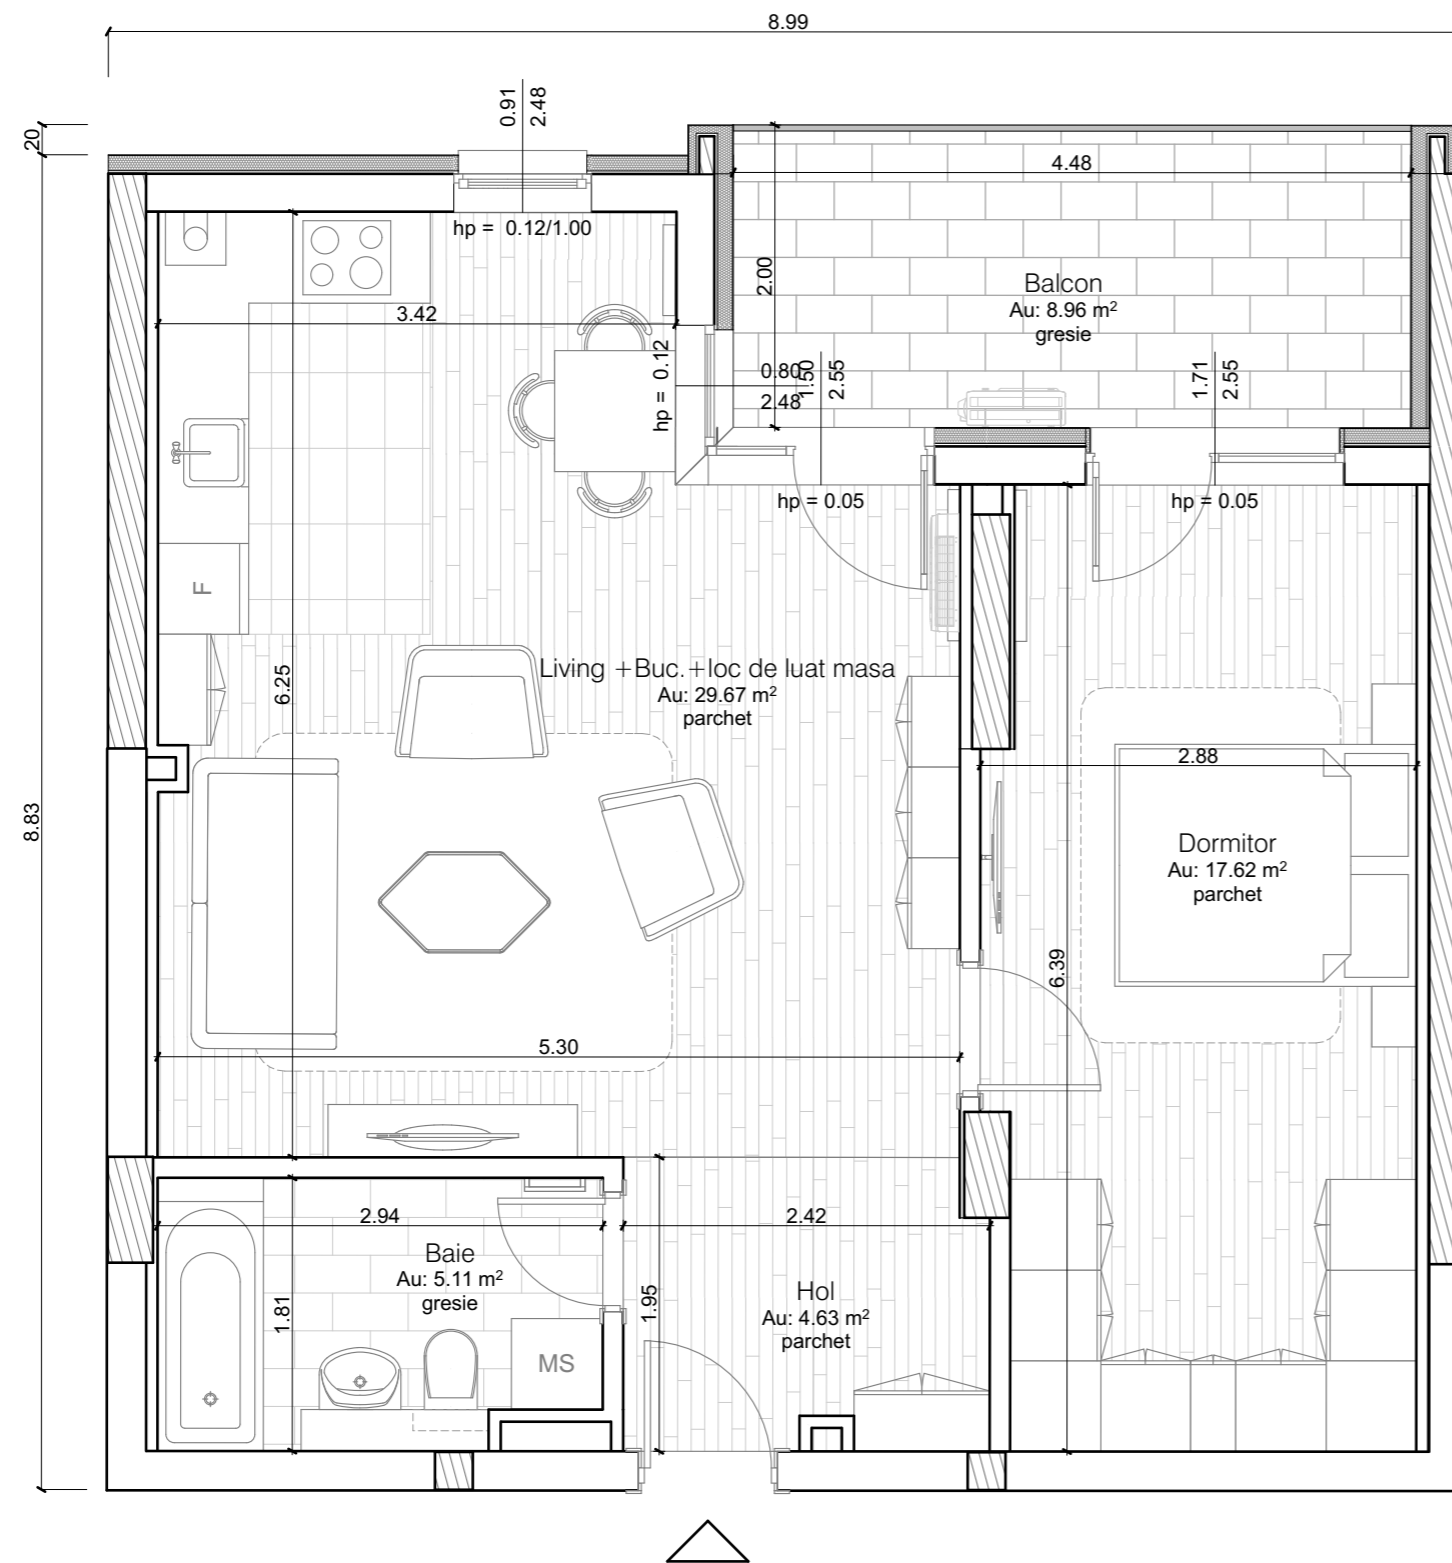 8.99
20
0.91
2.48
4.48
hp = 0.12/1.00
2.00
Balcon
Au: 8.96 m²
gresie
3.42
hp = 0.12
0.80
2.48
1.50
2.55
1.71
2.55
hp = 0.05
hp = 0.05
F
Living +Buc.+loc de luat masa
Au: 29.67 m²
parchet
6.25
2.88
8.83
Dormitor
Au: 17.62 m²
parchet
6.39
5.30
2.94
2.42
Baie
Au: 5.11 m²
gresie
1.81
1.95
Hol
Au: 4.63 m²
parchet
MS